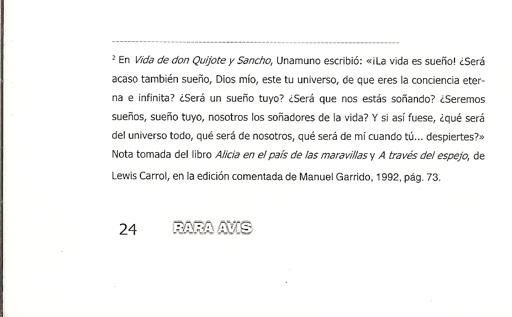 ² En Vida de don Quijote y Sancho, Unamuno escribió: «¡La vida es sueño! ¿Será
acaso también sueño, Dios mío, este tu universo, de que eres la conciencia eter-
na e infinita? ¿Será un sueño tuyo? ¿Será que nos estás soñando? ¿Seremos
sueños, sueño tuyo, nosotros los soñadores de la vida? Y si así fuese, ¿qué será
del universo todo, qué será de nosotros, qué será de mí cuando tú... despiertes?»
Nota tomada del libro Alicia en el país de las maravillas y A través del espejo, de
Lewis Carrol, en la edición comentada de Manuel Garrido, 1992, pág. 73.
24 RARA AVIS